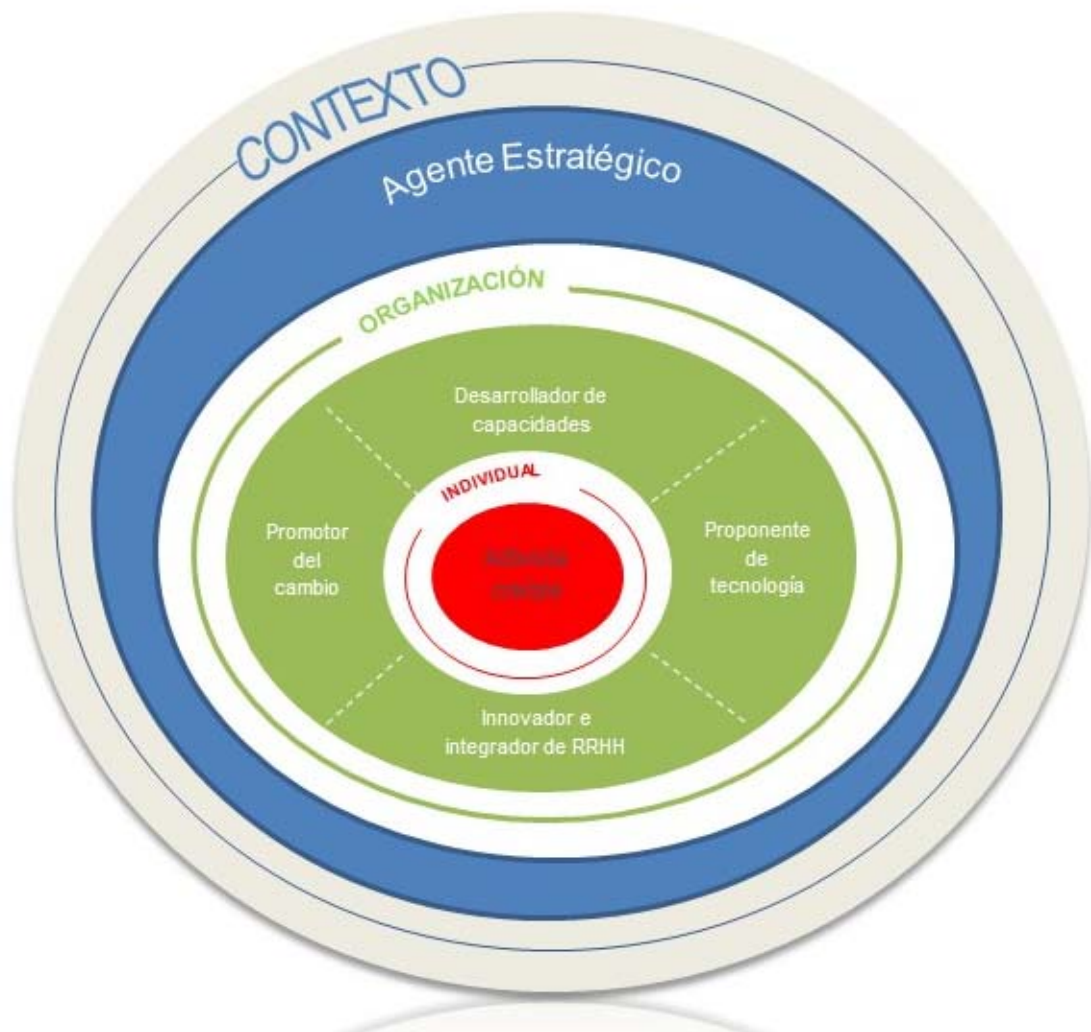 CONTEXTO
Agente Estratégico
ORGANIZACIÓN
Desarrollador de
capacidades
INDIVIDUAL
Promotor
del
cambio
Proponente
de
tecnología
Innovador e
integrador de RRHH